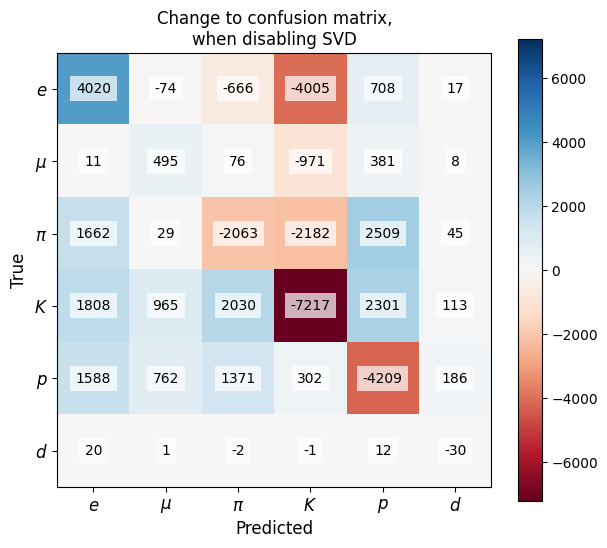 Change to confusion matrix,
when disabling SVD
e 4020 -74 -666 -4005 708 17
μ 11 495 76 -971 381 8
π 1662 29 -2063 -2182 2509 45
K 1808 965 2030 -7217 2301 113
p 1588 762 1371 302 -4209 186
d 20 1 -2 -1 12 -30
e μ π K p d
Predicted
True
6000
4000
2000
0
−2000
−4000
−6000